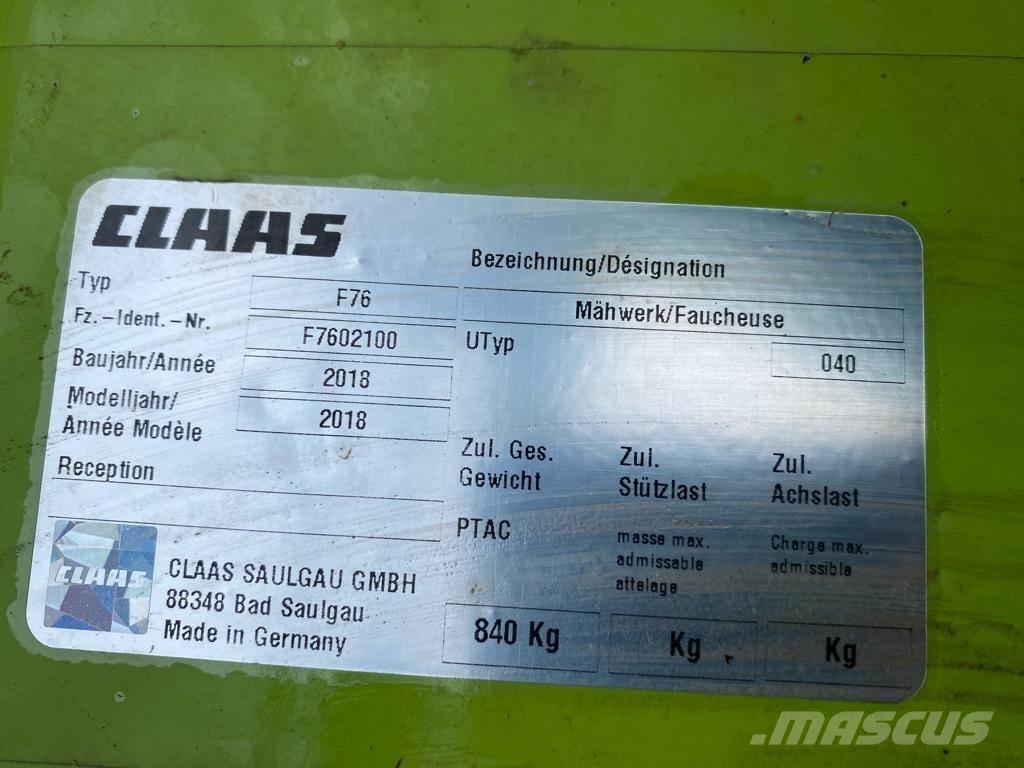 CLAAS
Bezeichnung/Désignation
Typ
F76
Mähwerk/Faucheuse
Fz.-Ident.-Nr.
F7602100
UTyp
040
Baujahr/Année
2018
Modelljahr/
Année Modèle
2018
Reception
Zul. Ges.
Gewicht
PTAC
840 Kg
Zul.
Stützlast
masse max.
admissable
attelage
Kg
Zul.
Achslast
Charge max.
admissible
Kg
CLAAS
CLAAS SAULGAU GMBH
88348 Bad Saulgau
Made in Germany
MASCUS